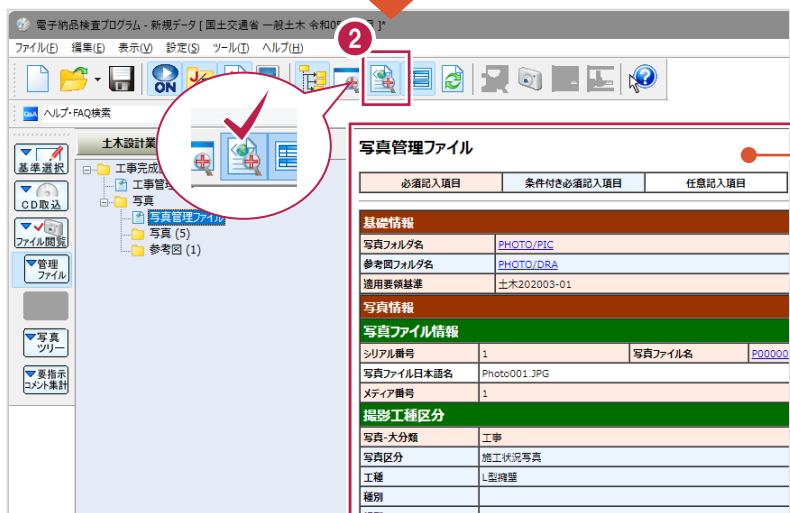 電子納品検査プログラム - 新規データ [ 国土交通省 一般土木 令和05
]*
2
ファイル(F) 編集(E) 表示(V) 設定(S) ツール(T) ヘルプ(H)
ON
Q&A ヘルプ・FAQ検索
基準選択
CD取込
ファイル閲覧
管理
ファイル
写真
ツリー
要指示
コメント集計
土木設計業
工事完成図
工事管理
写真
写真管理ファイル
写真 (5)
参考図 (1)
写真管理ファイル
必須記入項目 条件付き必須記入項目 任意記入項目
基礎情報
写真フォルダ名 PHOTO/PIC
参考図フォルダ名 PHOTO/DRA
適用要領基準 土木202003-01
写真情報
写真ファイル情報
シリアル番号 1 写真ファイル名 P00000
写真ファイル日本語名 Photo001.JPG
メディア番号 1
撮影工種区分
写真-大分類 工事
写真区分 施工状況写真
工種 L型擁壁
種別